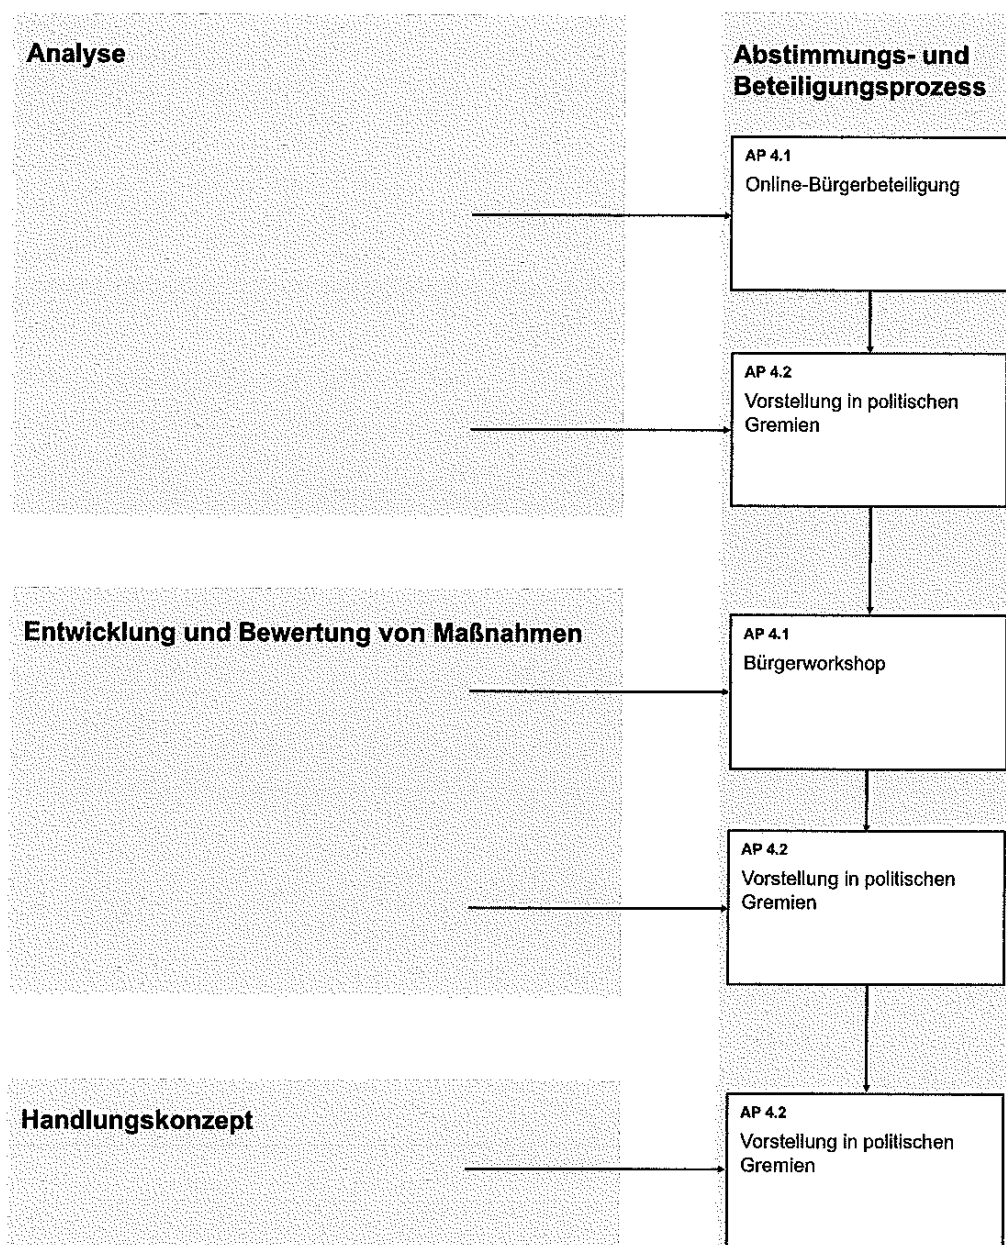 Analyse
Abstimmungs- und
Beteiligungsprozess
AP 4.1
Online-Bürgerbeteiligung
AP 4.2
Vorstellung in politischen
Gremien
Entwicklung und Bewertung von Maßnahmen
AP 4.1
Bürgerworkshop
AP 4.2
Vorstellung in politischen
Gremien
Handlungskonzept
AP 4.2
Vorstellung in politischen
Gremien